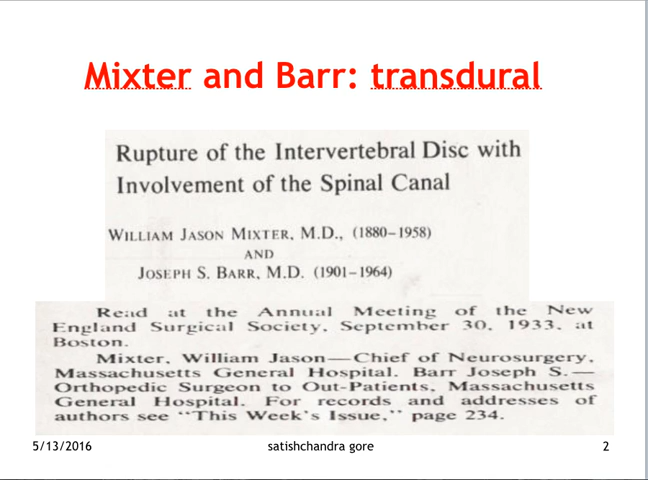 Mixter and Barr: transdural
Rupture of the Intervertebral Disc with
Involvement of the Spinal Canal
WILLIAM JASON MIXTER, M.D., (1880–1958)
AND
JOSEPH S. BARR, M.D. (1901–1964)
Read at the Annual Meeting of the New
England Surgical Society, September 30, 1933, at
Boston.
Mixter, William Jason—Chief of Neurosurgery,
Massachusetts General Hospital. Barr Joseph S.—
Orthopedic Surgeon to Out-Patients, Massachusetts
General Hospital. For records and addresses of
authors see "This Week's Issue," page 234.
5/13/2016
satishchandra gore
2